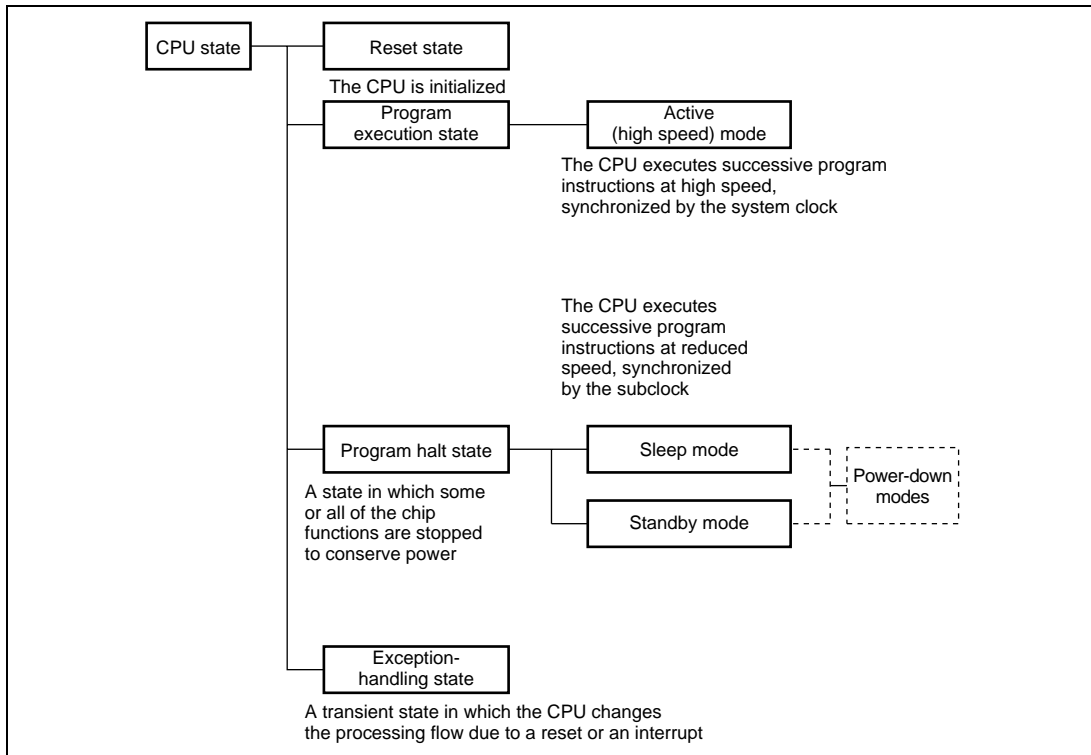 CPU state
Reset state
The CPU is initialized
Program
execution state
Active
(high speed) mode
The CPU executes successive program
instructions at high speed,
synchronized by the system clock
The CPU executes
successive program
instructions at reduced
speed, synchronized
by the subclock
Program halt state
A state in which some
or all of the chip
functions are stopped
to conserve power
Sleep mode
Standby mode
Power-down
modes
Exception-
handling state
A transient state in which the CPU changes
the processing flow due to a reset or an interrupt